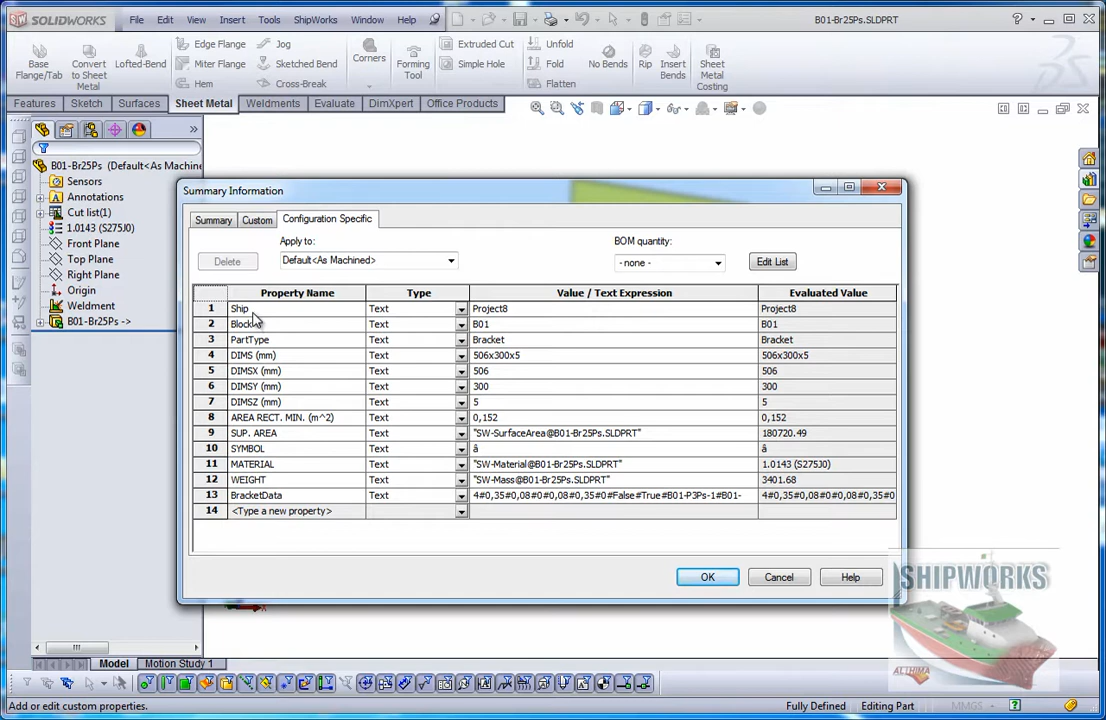 SOLIDWORKS File Edit View Insert Tools ShipWorks Window Help B01-Br25Ps.SLDPRT
Base Flange/Tab
Convert to Sheet Metal
Lofted-Bend
Edge Flange
Miter Flange
Hem
Jog
Sketched Bend
Cross-Break
Corners
Forming Tool
Extruded Cut
Simple Hole
Unfold
Fold
Flatten
No Bends
Rip
Insert Bends
Sheet Metal Costing
Features Sketch Surfaces Sheet Metal Weldments Evaluate DimXpert Office Products
B01-Br25Ps (Default<As Machine
Sensors
Annotations
Cut list(1)
1.0143 (S275J0)
Front Plane
Top Plane
Right Plane
Origin
Weldment
B01-Br25Ps ->
Summary Information
Summary Custom Configuration Specific
Delete
Apply to:
Default<As Machined>
BOM quantity:
- none -
Edit List
Property Name Type Value / Text Expression Evaluated Value
1 Ship Text Project8 Project8
2 Block Text B01 B01
3 PartType Text Bracket Bracket
4 DIMS (mm) Text 506x300x5 506x300x5
5 DIMSX (mm) Text 506 506
6 DIMSY (mm) Text 300 300
7 DIMSZ (mm) Text 5 5
8 AREA RECT. MIN. (m^2) Text 0,152 0,152
9 SUP. AREA Text "SW-SurfaceArea@B01-Br25Ps.SLDPRT" 180720.49
10 SYMBOL Text â â
11 MATERIAL Text "SW-Material@B01-Br25Ps.SLDPRT" 1.0143 (S275J0)
12 WEIGHT Text "SW-Mass@B01-Br25Ps.SLDPRT" 3401.68
13 BracketData Text 4#0,35#0,08#0#0,08#0,35#0#False#True#B01-P3Ps-1#B01- 4#0,35#0,08#0#0,08#0,35#0
14 <Type a new property>
OK Cancel Help
SHIPWORKS
ALTHIMA
Model Motion Study 1
Add or edit custom properties. Fully Defined Editing Part MMGS